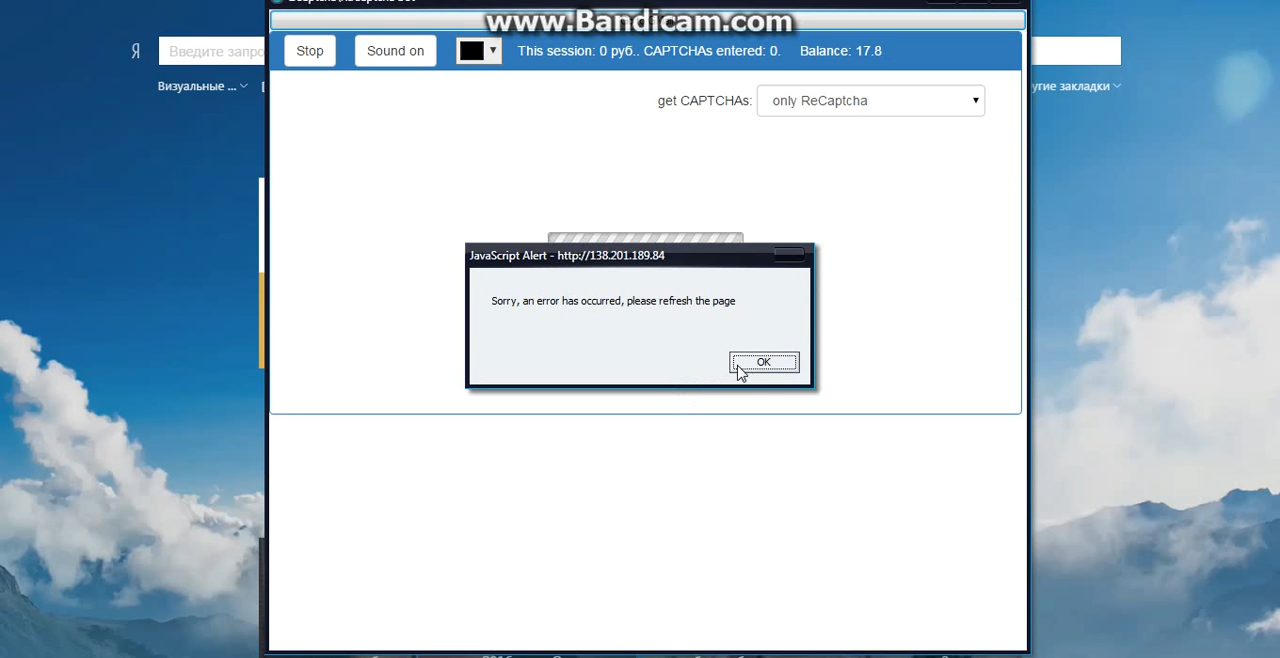 www.Bandicam.com
Я Введите запро
Stop Sound on This session: 0 руб.. CAPTCHAs entered: 0. Balance: 17.8
Визуальные ...
угие закладки
get CAPTCHAs: only ReCaptcha
JavaScript Alert - http://138.201.189.84
Sorry, an error has occurred, please refresh the page
OK